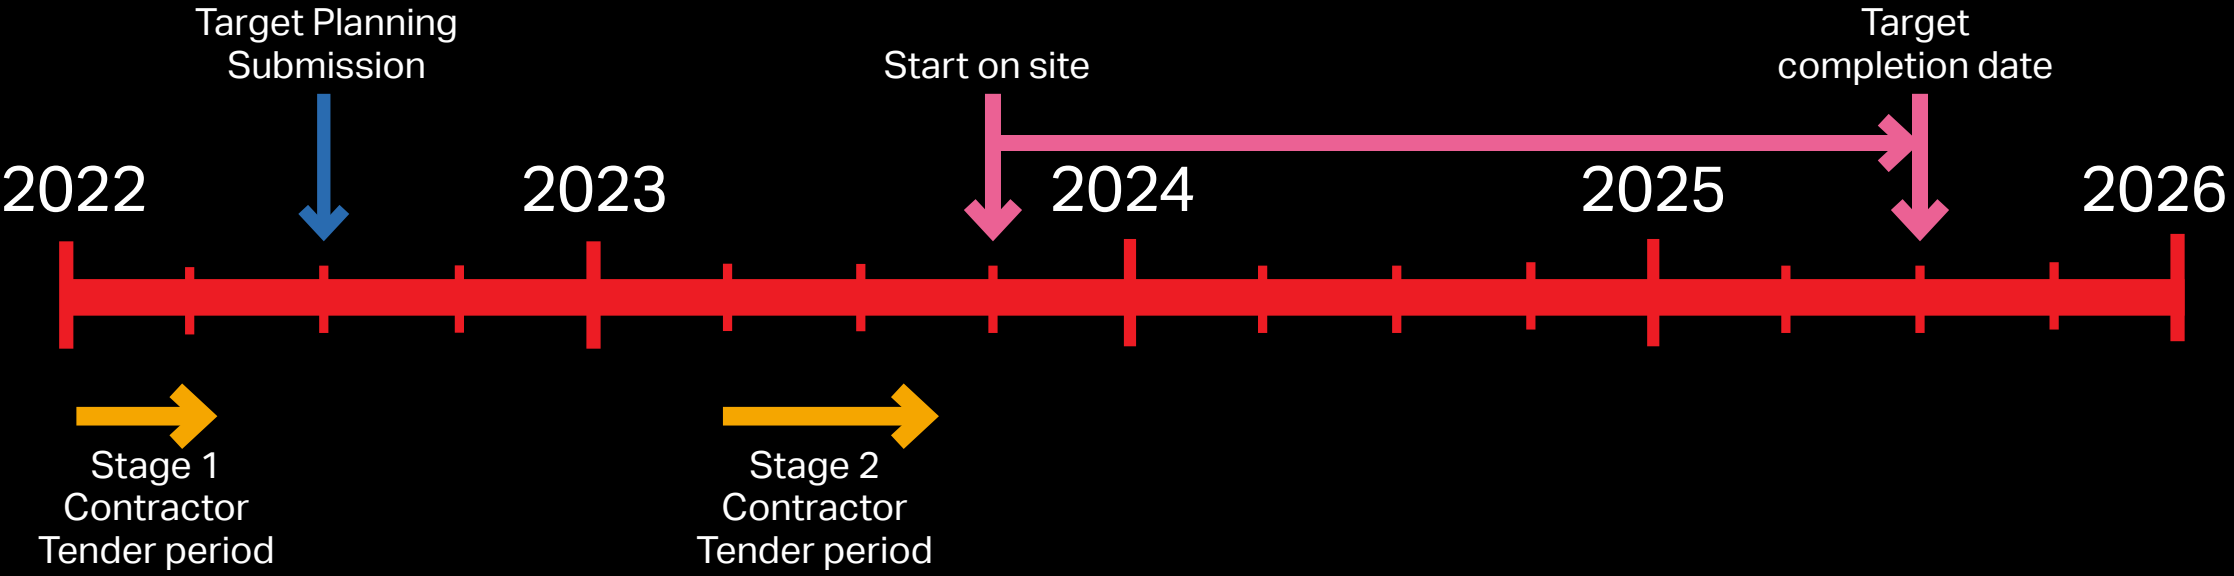 Target Planning
Submission
Start on site
Target
completion date
2022
2023
2024
2025
2026
Stage 1
Contractor
Tender period
Stage 2
Contractor
Tender period